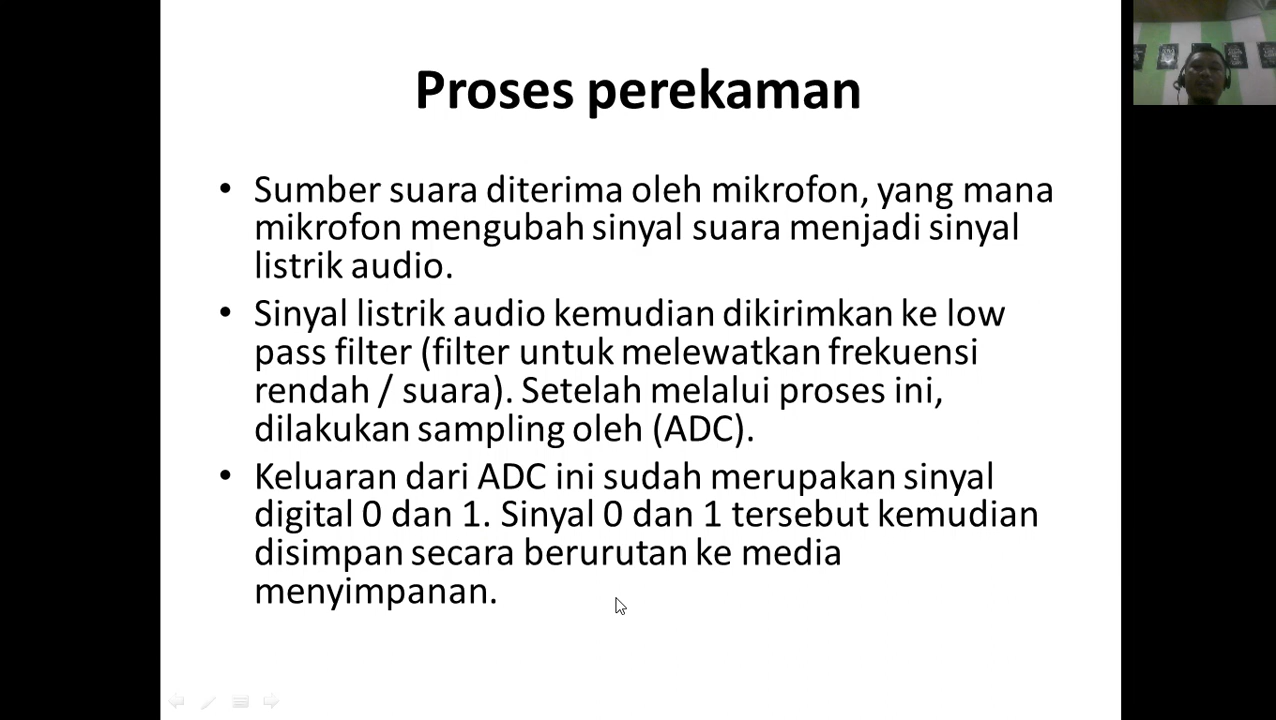 Proses perekaman
• Sumber suara diterima oleh mikrofon, yang mana
mikrofon mengubah sinyal suara menjadi sinyal
listrik audio.
• Sinyal listrik audio kemudian dikirimkan ke low
pass filter (filter untuk melewatkan frekuensi
rendah / suara). Setelah melalui proses ini,
dilakukan sampling oleh (ADC).
• Keluaran dari ADC ini sudah merupakan sinyal
digital 0 dan 1. Sinyal 0 dan 1 tersebut kemudian
disimpan secara berurutan ke media
menyimpanan.